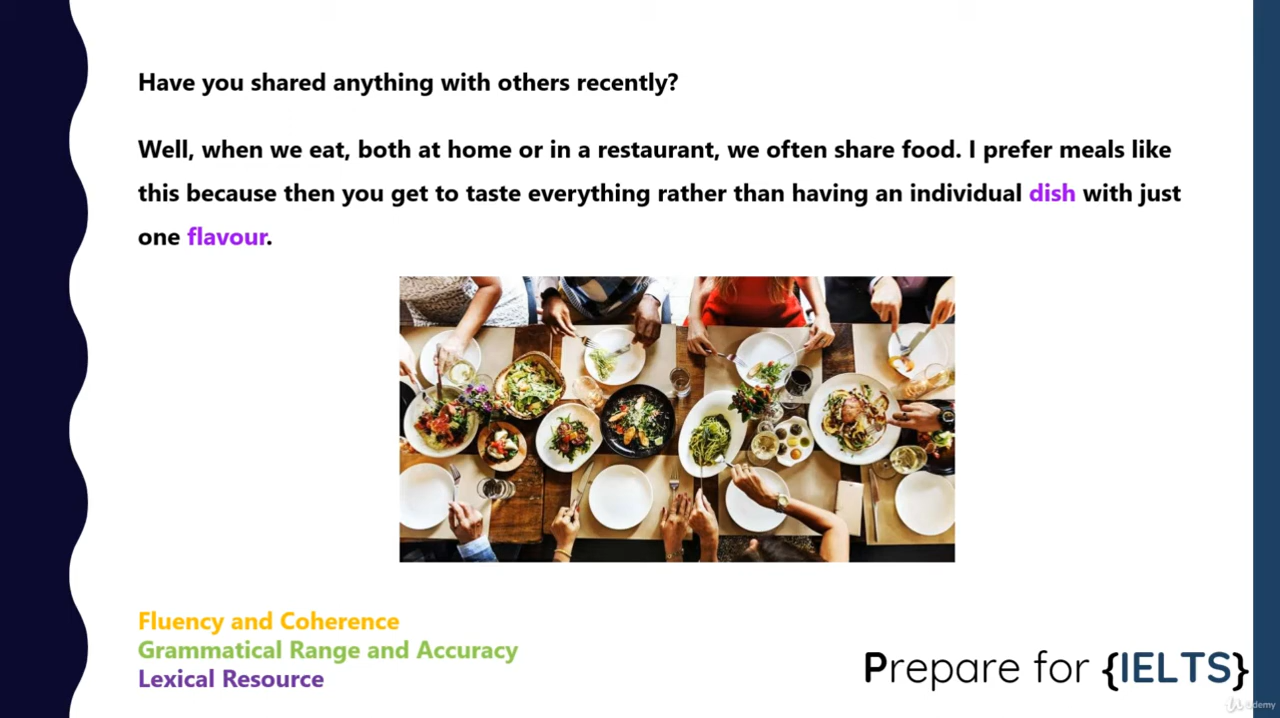 Have you shared anything with others recently?
Well, when we eat, both at home or in a restaurant, we often share food. I prefer meals like
this because then you get to taste everything rather than having an individual dish with just
one flavour.
Fluency and Coherence
Grammatical Range and Accuracy
Lexical Resource
Prepare for {IELTS}
Udemy